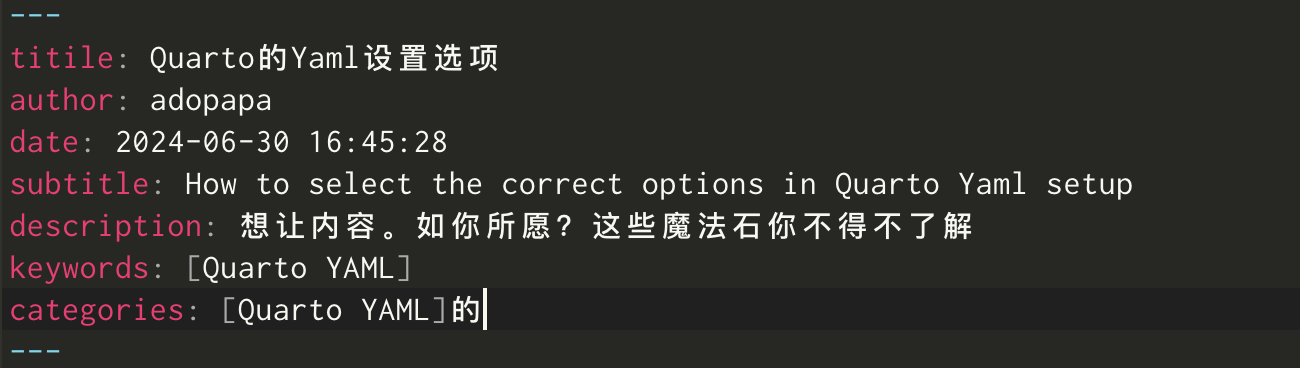 ---
titile: Quarto的Yaml设置选项
author: adopapa
date: 2024-06-30 16:45:28
subtitle: How to select the correct options in Quarto Yaml setup
description: 想让内容。如你所愿？这些魔法石你不得不了解
keywords: [Quarto YAML]
categories: [Quarto YAML]的
---